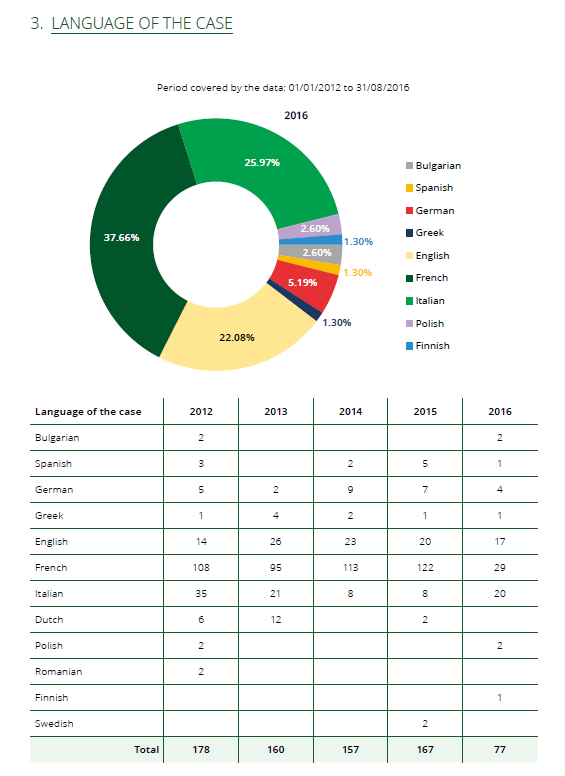 3. LANGUAGE OF THE CASE
Period covered by the data: 01/01/2012 to 31/08/2016
2016
25.97%
37.66%
2.60%
1.30%
2.60%
1.30%
5.19%
1.30%
22.08%
Bulgarian
Spanish
German
Greek
English
French
Italian
Polish
Finnish
Language of the case 2012 2013 2014 2015 2016
Bulgarian 2 2
Spanish 3 2 5 1
German 5 2 9 7 4
Greek 1 4 2 1 1
English 14 26 23 20 17
French 108 95 113 122 29
Italian 35 21 8 8 20
Dutch 6 12 2
Polish 2 2
Romanian 2
Finnish 1
Swedish 2
Total 178 160 157 167 77